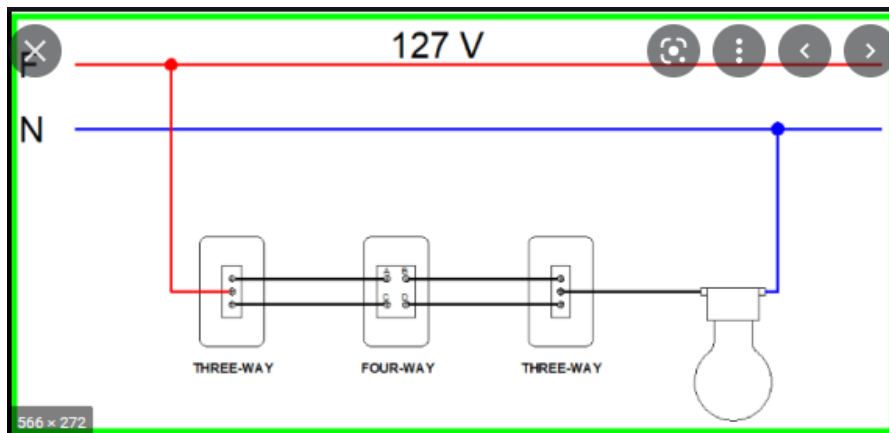 127 V
F
N
A B
C D
THREE-WAY FOUR-WAY THREE-WAY
566 × 272